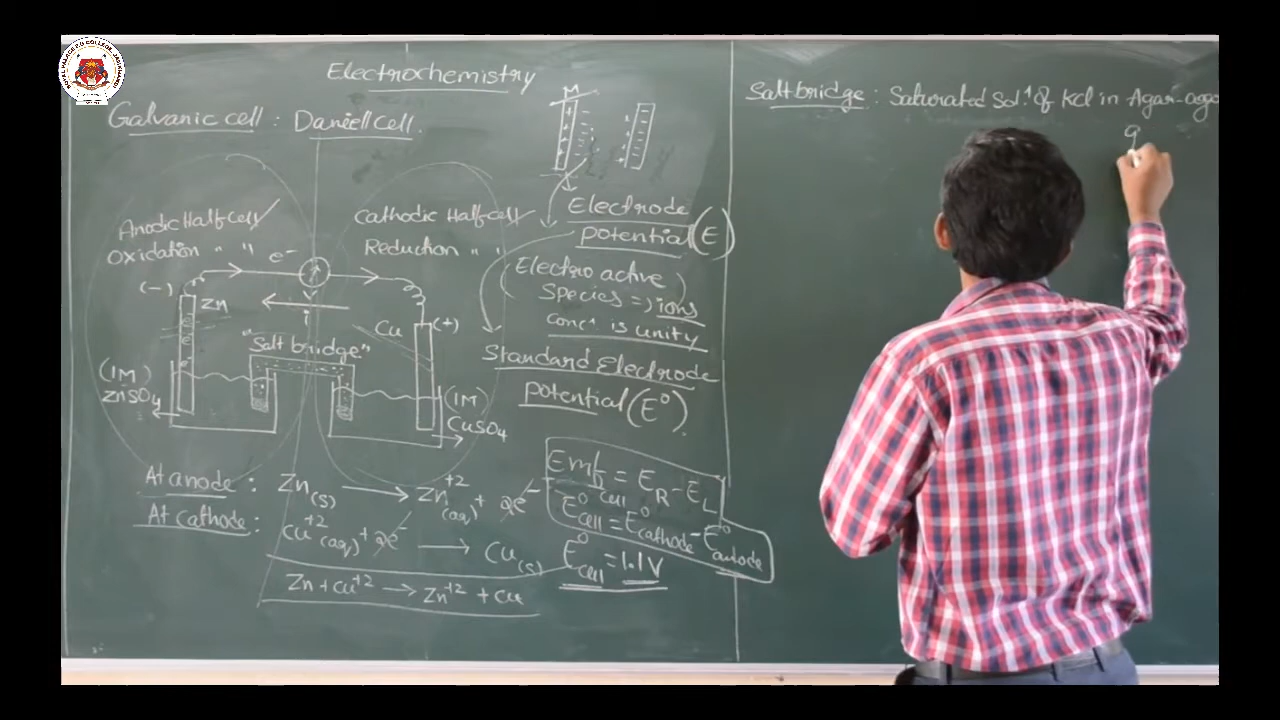 Electrochemistry
Galvanic cell : Daniell cell.
M
Anodic Half cell
Oxidation " "
Cathodic Half cell
Reduction " "
e-
(-)
Zn
i
Cu
(+)
"Salt bridge"
(1M)
ZnSO4
(1M)
CuSO4
Electrode
potential (E)
(Electro active
Species => ions)
concn is unity
Standard Electrode
potential (E°).
At anode : Zn(s) → Zn+2(aq) + 2e-
At cathode : Cu+2(aq) + 2e- → Cu(s)
Zn + Cu+2 → Zn+2 + Cu
Emf cell = ER - EL
E°cell = E°cathode - E°anode
E°cell = 1.1V
Salt bridge : Saturated Sol.n of KCl in Agar-agar
g